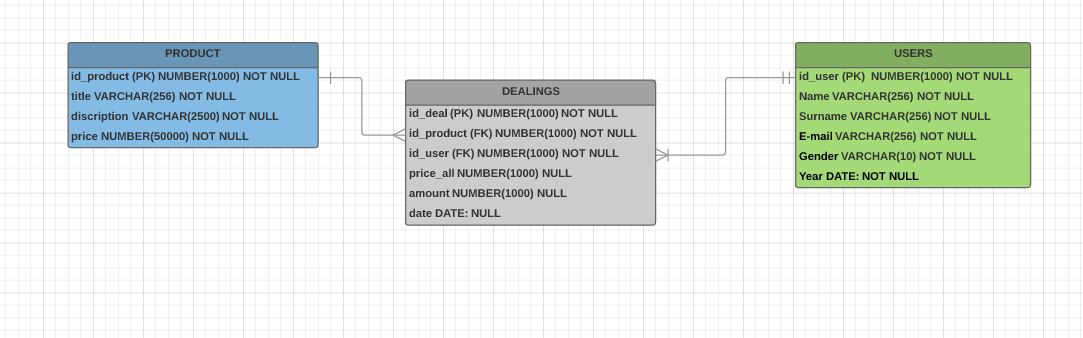 PRODUCT
id_product (PK) NUMBER(1000) NOT NULL
title VARCHAR(256) NOT NULL
discription VARCHAR(2500) NOT NULL
price NUMBER(50000) NOT NULL
DEALINGS
id_deal (PK) NUMBER(1000) NOT NULL
id_product (FK) NUMBER(1000) NOT NULL
id_user (FK) NUMBER(1000) NOT NULL
price_all NUMBER(1000) NULL
amount NUMBER(1000) NULL
date DATE: NULL
USERS
id_user (PK) NUMBER(1000) NOT NULL
Name VARCHAR(256) NOT NULL
Surname VARCHAR(256) NOT NULL
E-mail VARCHAR(256) NOT NULL
Gender VARCHAR(10) NOT NULL
Year DATE: NOT NULL